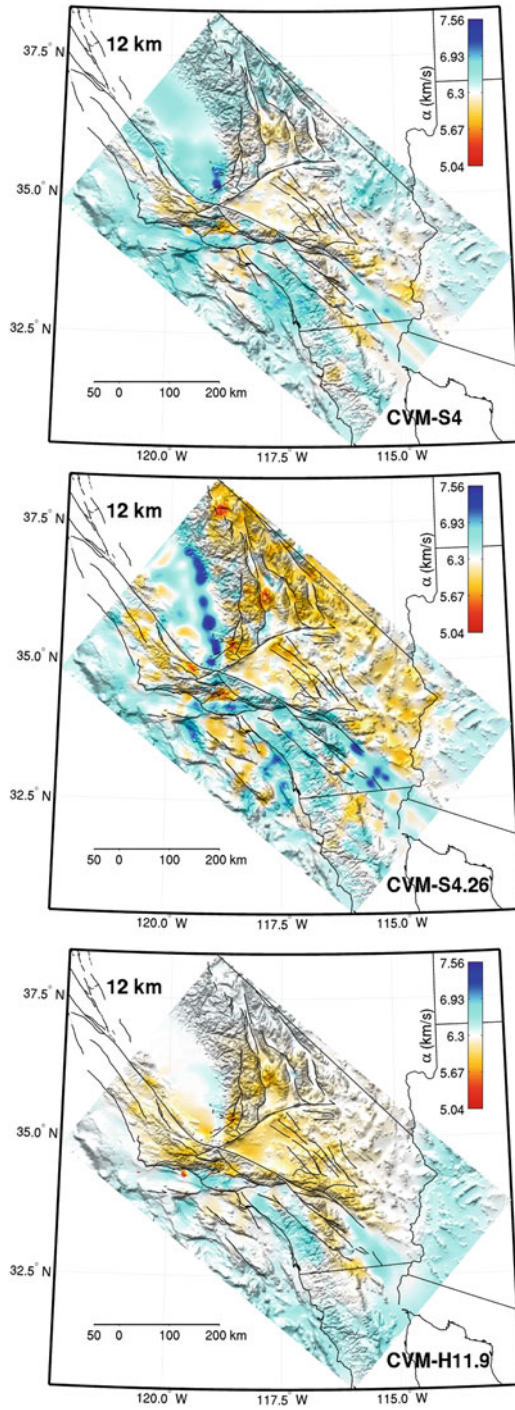 12 km
α (km/s)
7.56
6.93
6.3
5.67
5.04
37.5° N
35.0° N
32.5° N
50 0 100 200 km
CVM-S4
120.0° W
117.5° W
115.0° W
12 km
α (km/s)
7.56
6.93
6.3
5.67
5.04
37.5° N
35.0° N
32.5° N
50 0 100 200 km
CVM-S4.26
120.0° W
117.5° W
115.0° W
12 km
α (km/s)
7.56
6.93
6.3
5.67
5.04
37.5° N
35.0° N
32.5° N
50 0 100 200 km
CVM-H11.9
120.0° W
117.5° W
115.0° W